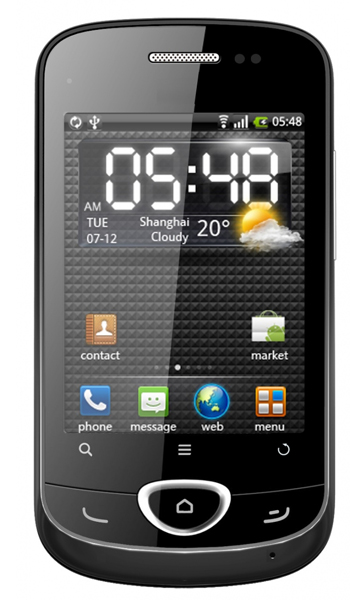 05:48
05:48
AM
TUE
07-12
Shanghai
Cloudy
20°
contact
market
phone
message
web
menu